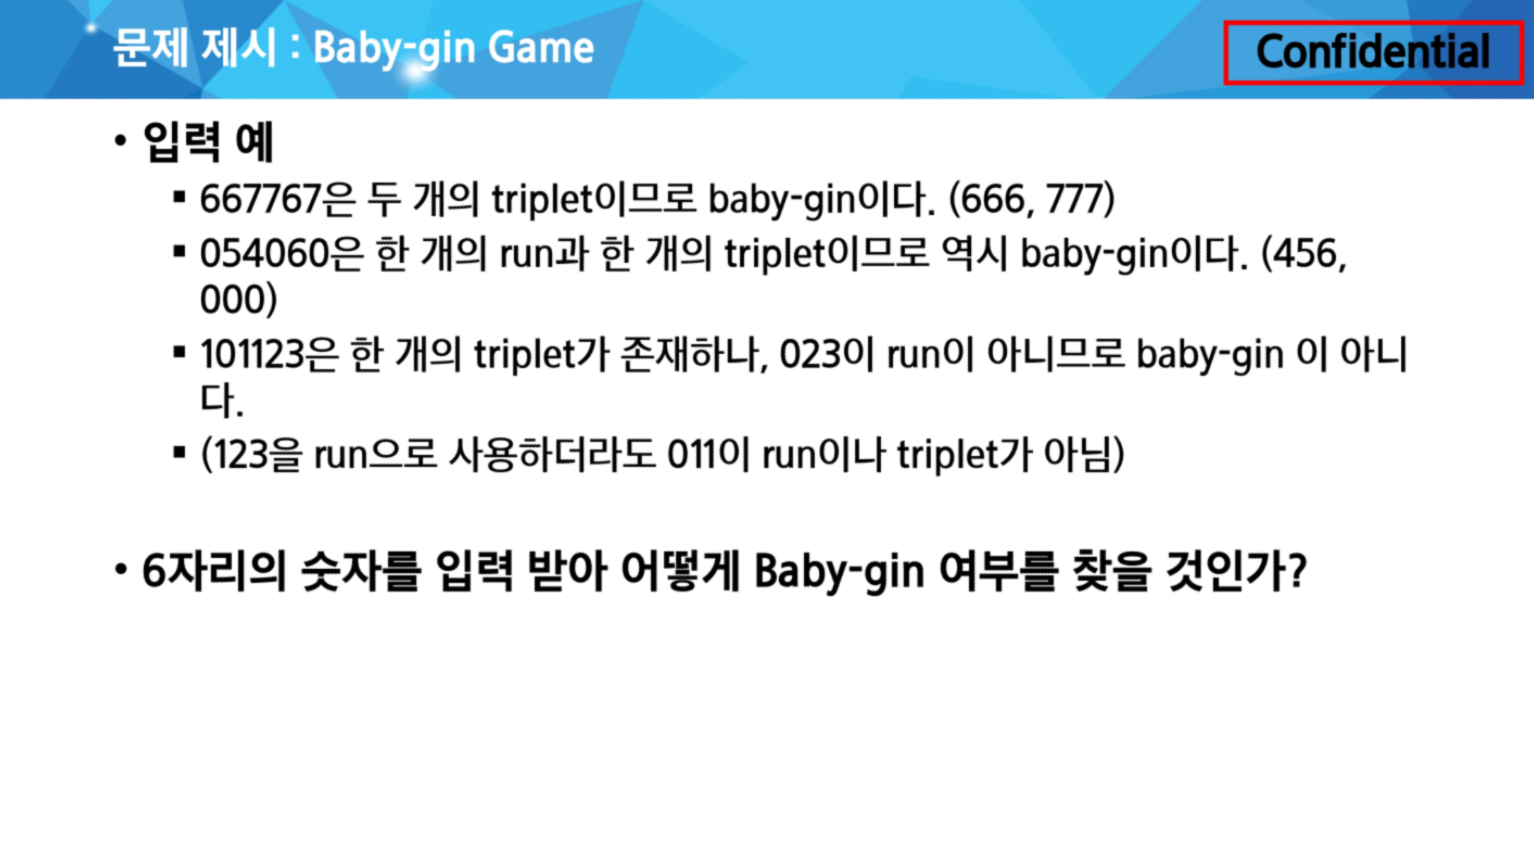 문제 제시 : Baby-gin Game
Confidential
• 입력 예
▪ 667767은 두 개의 triplet이므로 baby-gin이다. (666, 777)
▪ 054060은 한 개의 run과 한 개의 triplet이므로 역시 baby-gin이다. (456,
000)
▪ 101123은 한 개의 triplet가 존재하나, 023이 run이 아니므로 baby-gin 이 아니
다.
▪ (123을 run으로 사용하더라도 011이 run이나 triplet가 아님)
• 6자리의 숫자를 입력 받아 어떻게 Baby-gin 여부를 찾을 것인가?